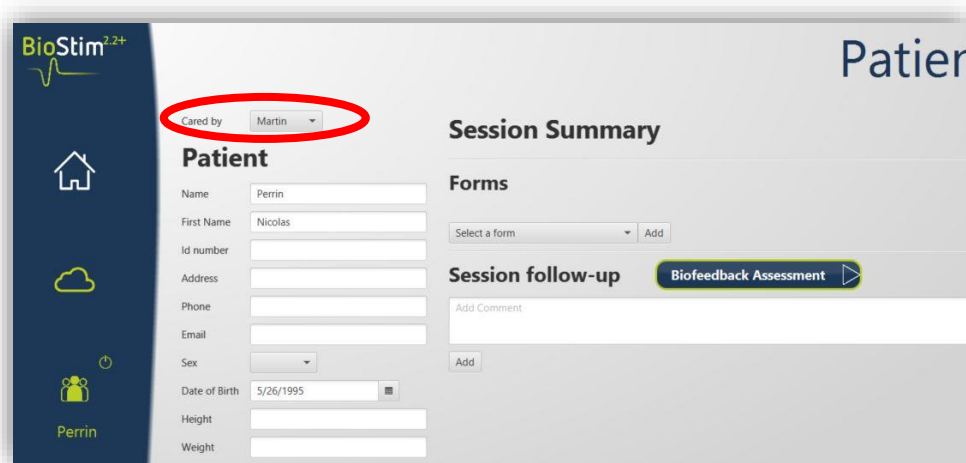 BioStim2.2+
Patien
Cared by Martin
Patient
Name Perrin
First Name Nicolas
Id number
Address
Phone
Email
Sex
Date of Birth 5/26/1995
Height
Weight
Session Summary
Forms
Select a form Add
Session follow-up Biofeedback Assessment
Add Comment
Add
Perrin